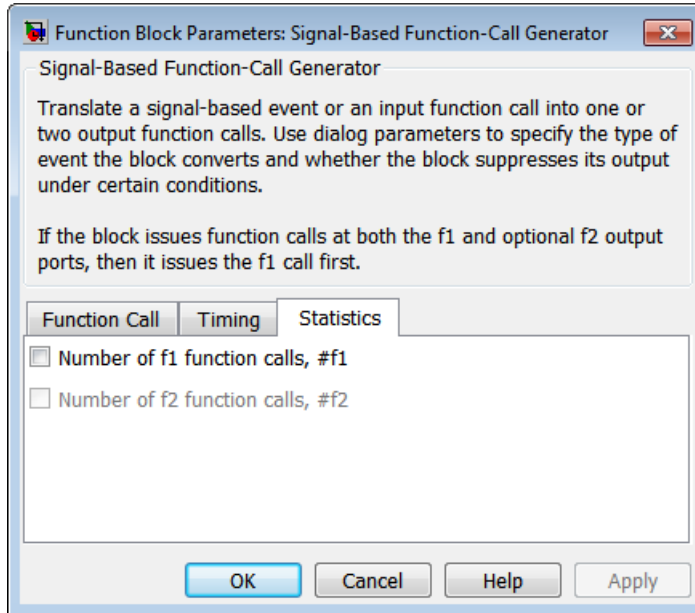 Function Block Parameters: Signal-Based Function-Call Generator
Signal-Based Function-Call Generator
Translate a signal-based event or an input function call into one or
two output function calls. Use dialog parameters to specify the type of
event the block converts and whether the block suppresses its output
under certain conditions.
If the block issues function calls at both the f1 and optional f2 output
ports, then it issues the f1 call first.
Function Call Timing Statistics
Number of f1 function calls, #f1
Number of f2 function calls, #f2
OK Cancel Help Apply